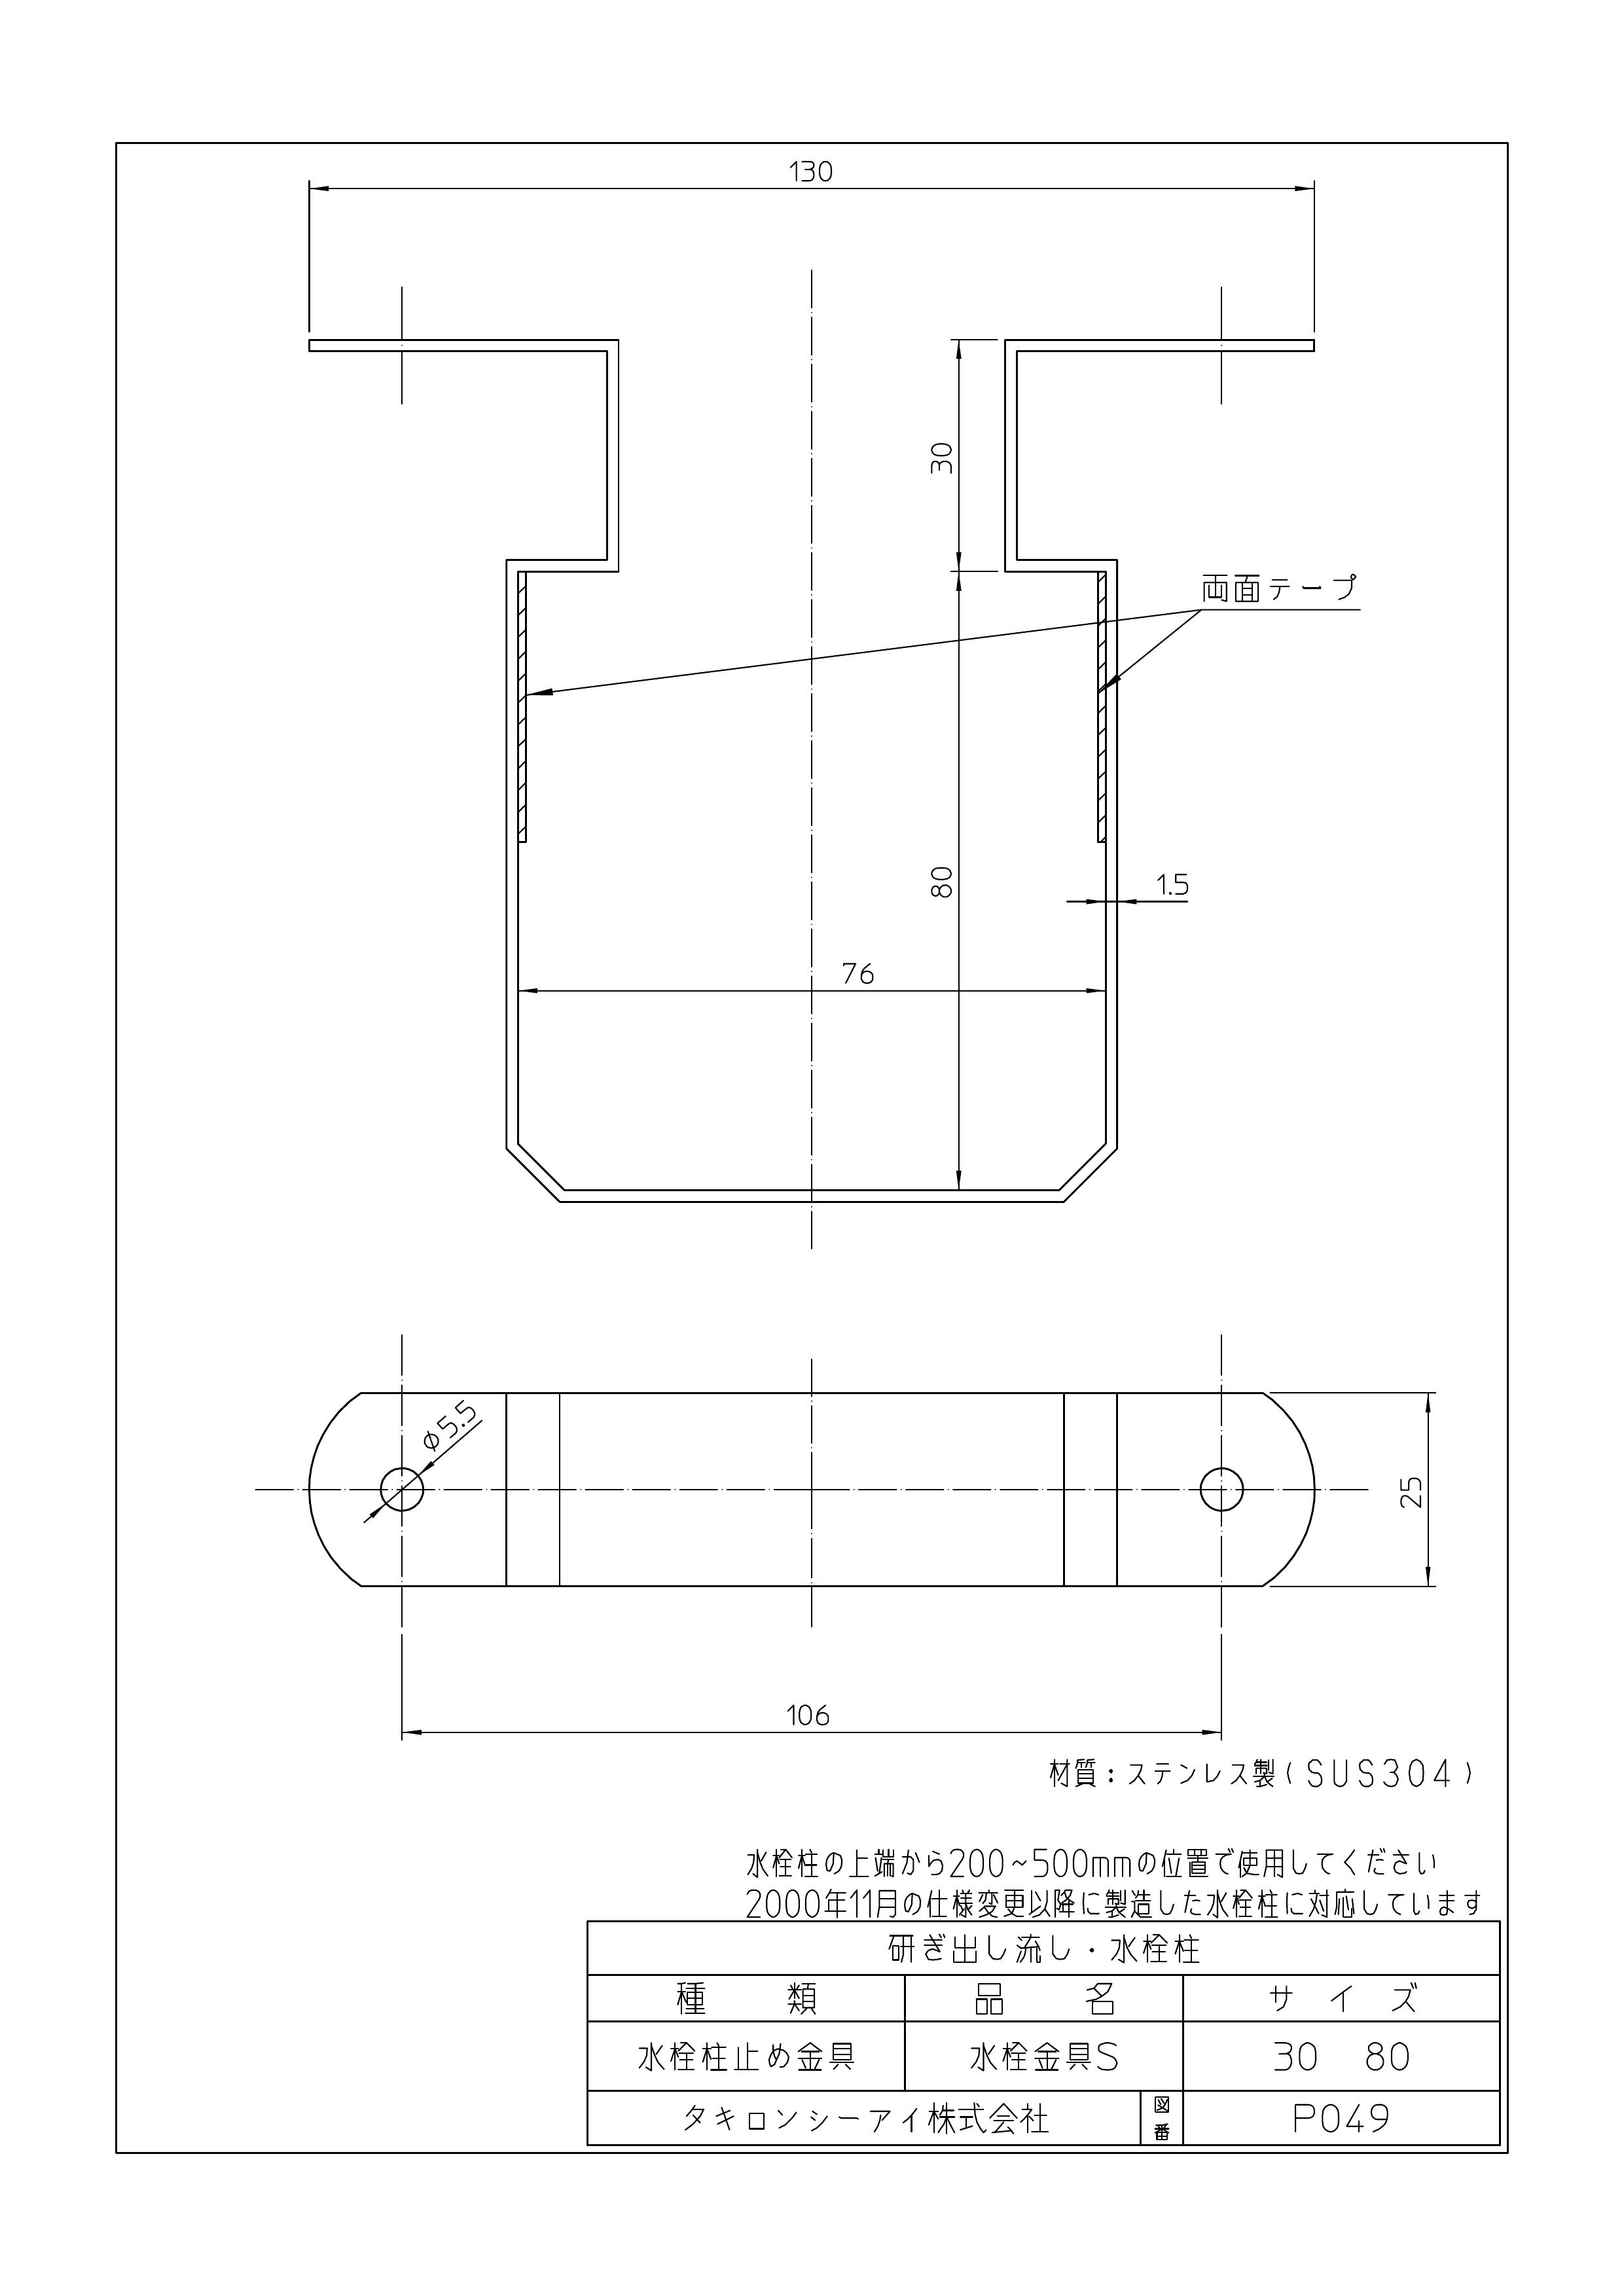 130
30
両面テープ
80
1.5
76
φ5.5
25
106
材質：ステンレス製（SUS304）
水栓柱の上端から200～500mmの位置で使用してください
2000年11月の仕様変更以降に製造した水栓柱に対応しています
研ぎ出し流し・水栓柱
種類 品名 サイズ
水栓柱止め金具 水栓金具S 30 80
タキロンシーアイ株式会社 図番 P049